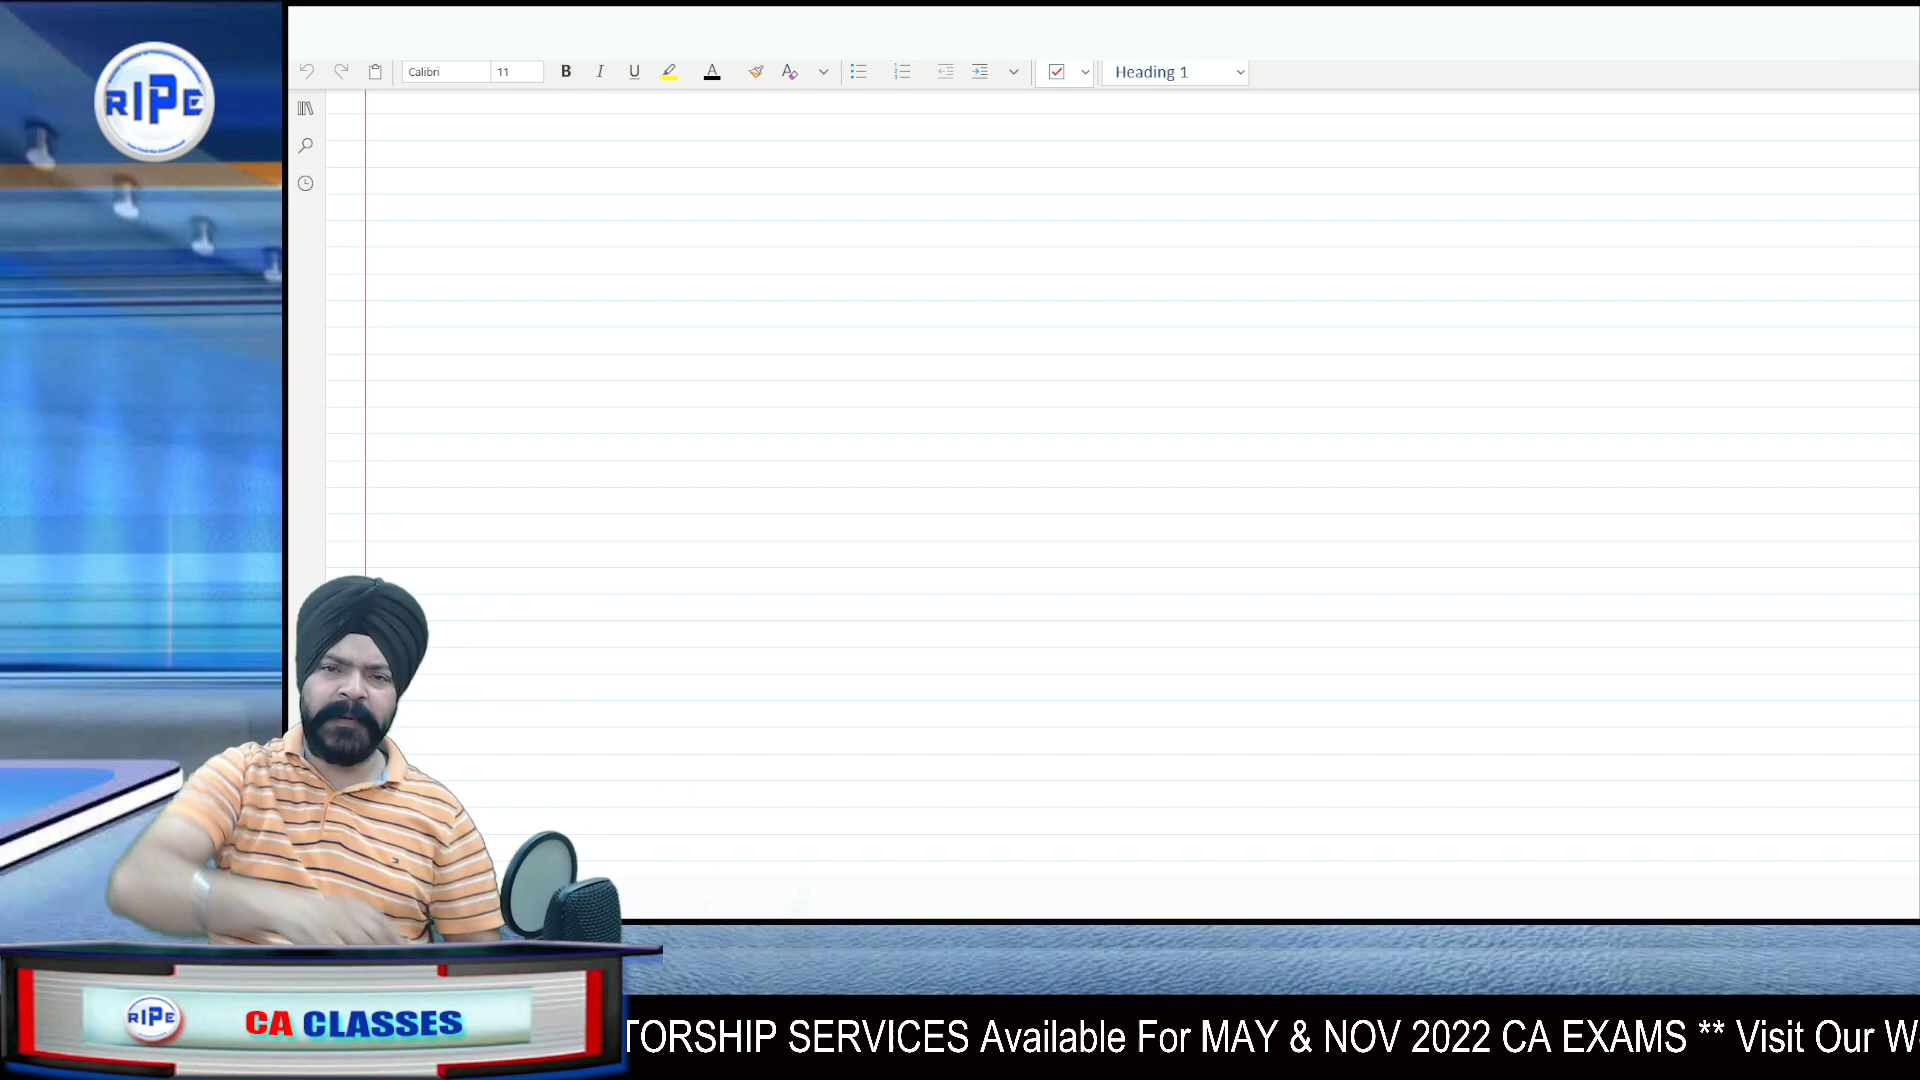 RIPE
Calibri
11
B
I
U
A
A
Heading 1
RIPE
CA CLASSES
TORSHIP SERVICES Available For MAY & NOV 2022 CA EXAMS ** Visit Our W